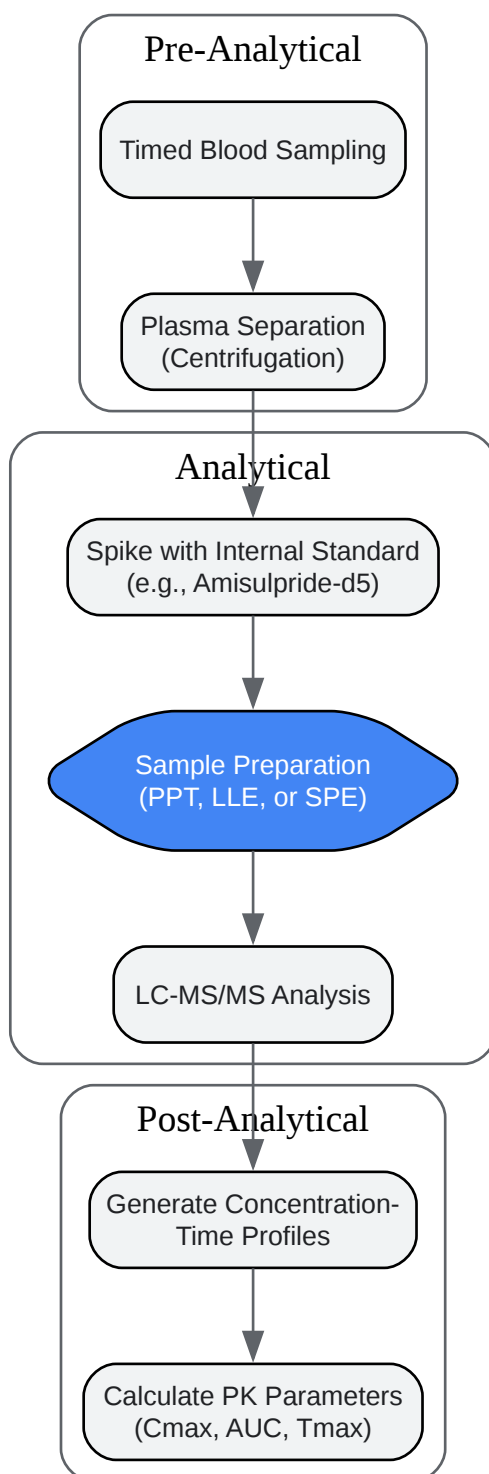 Pre-Analytical
Timed Blood Sampling
Plasma Separation
(Centrifugation)
Analytical
Spike with Internal Standard
(e.g., Amisulpride-d5)
Sample Preparation
(PPT, LLE, or SPE)
LC-MS/MS Analysis
Post-Analytical
Generate Concentration-
Time Profiles
Calculate PK Parameters
(Cmax, AUC, Tmax)